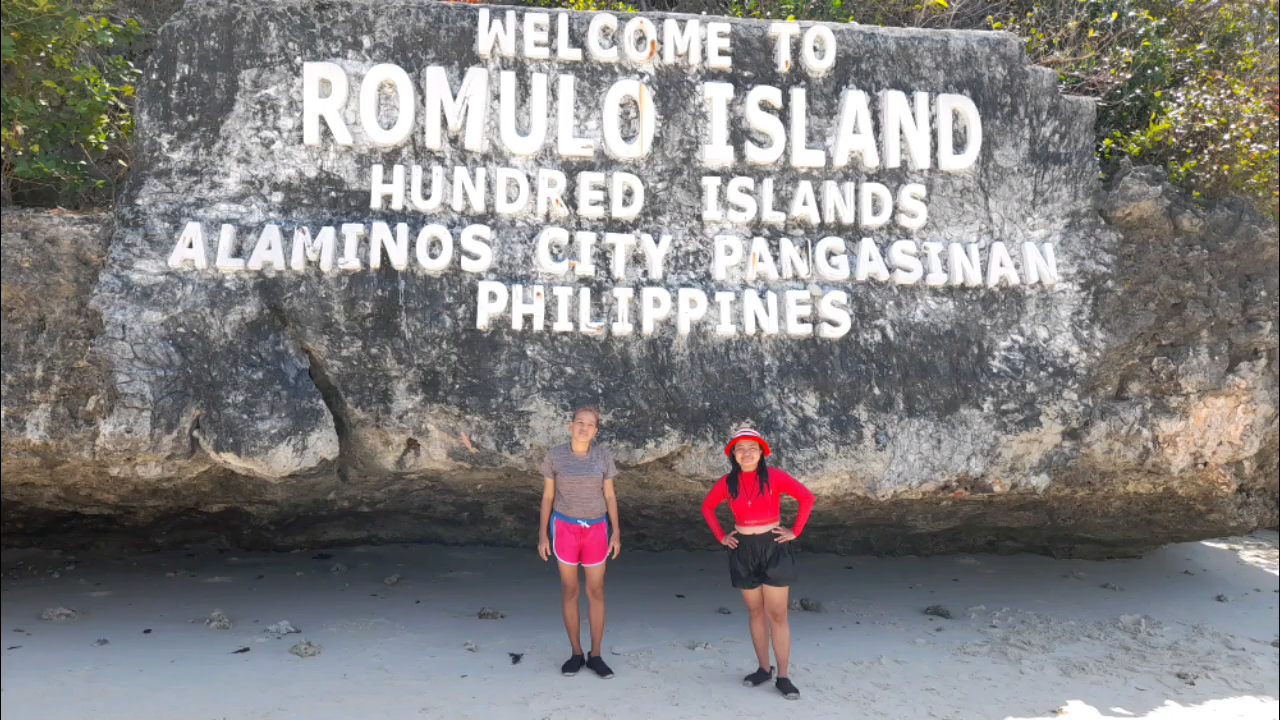 WELCOME TO
ROMULO ISLAND
HUNDRED ISLANDS
ALAMINOS CITY PANGASINAN
PHILIPPINES